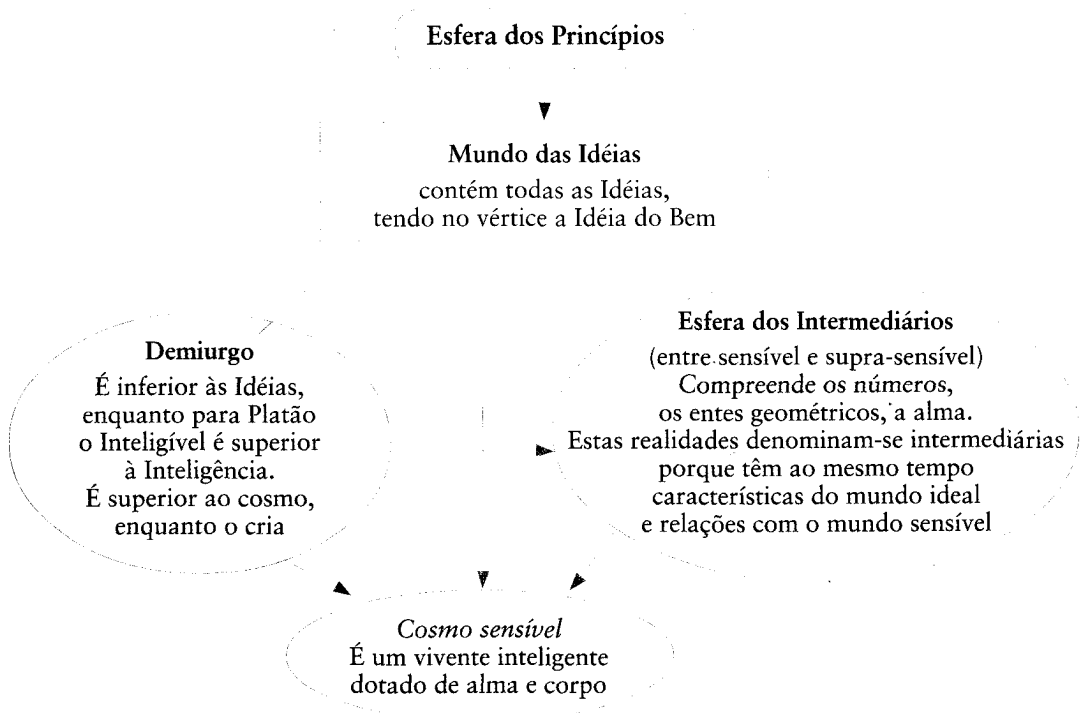 Esfera dos Princípios
Mundo das Idéias
contém todas as Idéias,
tendo no vértice a Idéia do Bem
Demiurgo
É inferior às Idéias,
enquanto para Platão
o Inteligível é superior
à Inteligência.
É superior ao cosmo,
enquanto o cria
Esfera dos Intermediários
(entre sensível e supra-sensível)
Compreende os números,
os entes geométricos, a alma.
Estas realidades denominam-se intermediárias
porque têm ao mesmo tempo
características do mundo ideal
e relações com o mundo sensível
Cosmo sensível
É um vivente inteligente
dotado de alma e corpo